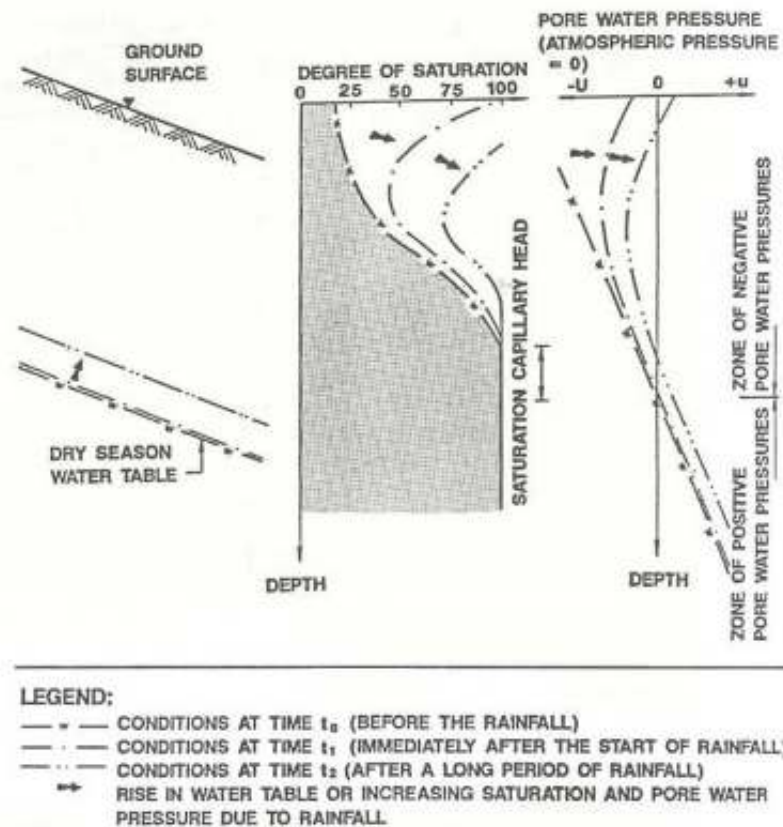 GROUND
SURFACE
DEGREE OF SATURATION
0 25 50 75 100
PORE WATER PRESSURE
(ATMOSPHERIC PRESSURE
= 0)
-U 0 +u
SATURATION CAPILLARY HEAD
ZONE OF NEGATIVE
PORE WATER PRESSURES
ZONE OF POSITIVE
PORE WATER PRESSURES
DRY SEASON
WATER TABLE
DEPTH
DEPTH
LEGEND:
CONDITIONS AT TIME t₀ (BEFORE THE RAINFALL)
CONDITIONS AT TIME t₁ (IMMEDIATELY AFTER THE START OF RAINFALL)
CONDITIONS AT TIME t₂ (AFTER A LONG PERIOD OF RAINFALL)
RISE IN WATER TABLE OR INCREASING SATURATION AND PORE WATER
PRESSURE DUE TO RAINFALL